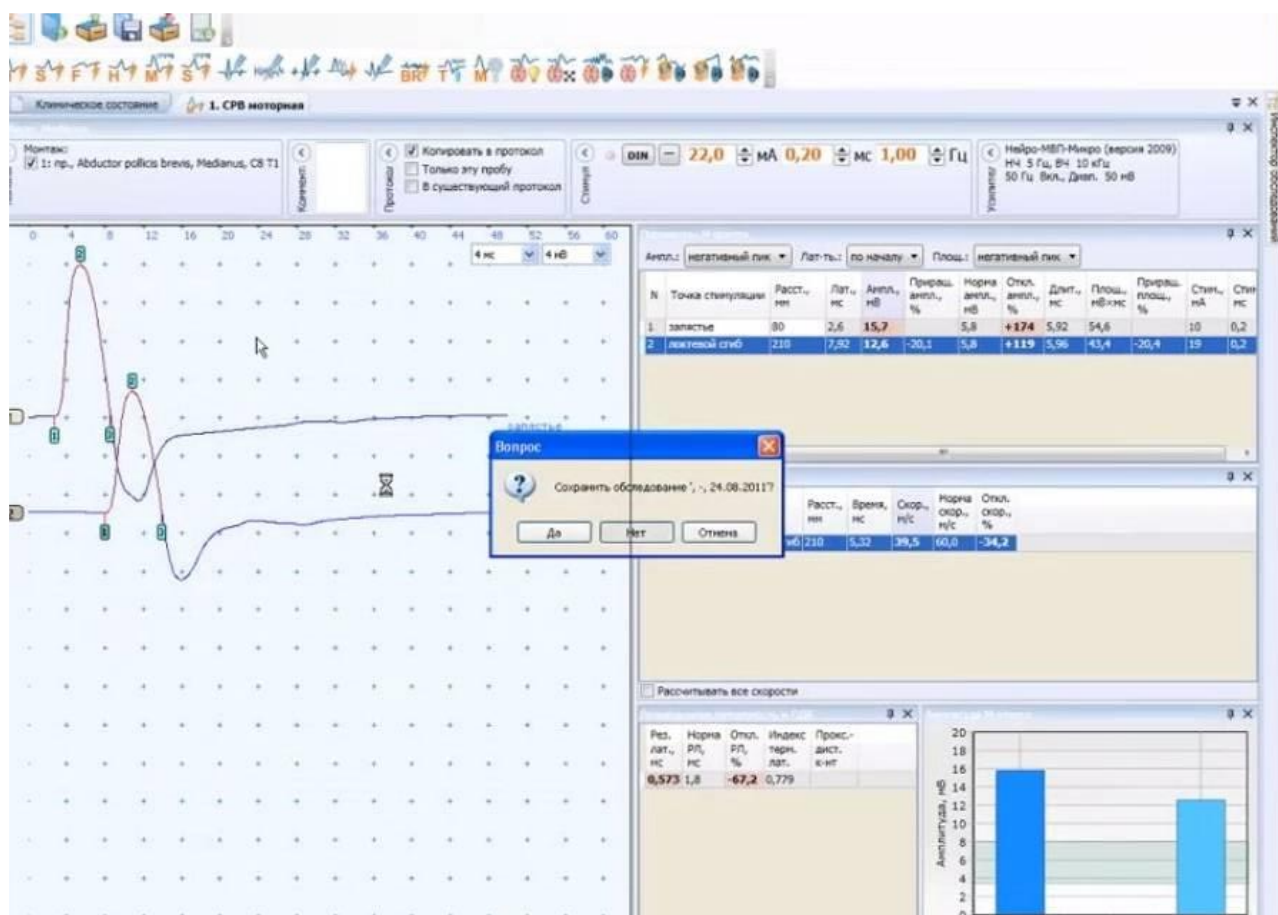 Клиническое состояние
1. СРВ моторная
Монтаж:
1: пр., Abductor pollicis brevis, Medianus, C8 T1
Коммент.
Протокол
Копировать в протокол
Только эту пробу
В существующий протокол
Стимул
DIN 22,0 мА 0,20 мс 1,00 Гц
Усилитель
Нейро-МВП-Микро (версия 2009)
НЧ 5 Гц, ВЧ 10 кГц
50 Гц Вкл., Диап. 50 мВ
0 4 8 12 16 20 24 28 32 36 40 44 48 52 56 60
4 мс 4 мВ
Ампл.: негативный пик Лат-ть.: по началу Площ.: негативный пик
N Точка стимуляции Расст., мм Лат., мс Ампл., мВ Приращ. ампл., % Норма ампл., мВ Откл. ампл., % Длит., мс Площ., мВ×мс Приращ. площ., % Стим., мА Стим мс
1 запястье 80 2,6 15,7 5,8 +174 5,92 54,6 10 0,2
2 локтевой сгиб 210 7,92 12,6 -20,1 5,8 +119 5,96 43,4 -20,4 19 0,2
запястье
Вопрос
Сохранить обследование ', -, 24.08.2011'?
Да Нет Отмена
Расст., мм Время, мс Скор., м/с Норма скор., м/с Откл. скор., %
210 5,32 39,5 60,0 -34,2
Рассчитывать все скорости
Рез. лат., мс Норма РЛ, мс Откл. РЛ, % Индекс терм. лат. Прокс.-дист. к-нт
0,573 1,8 -67,2 0,779
Амплитуда, мВ
20
18
16
14
12
10
8
6
4
2
0